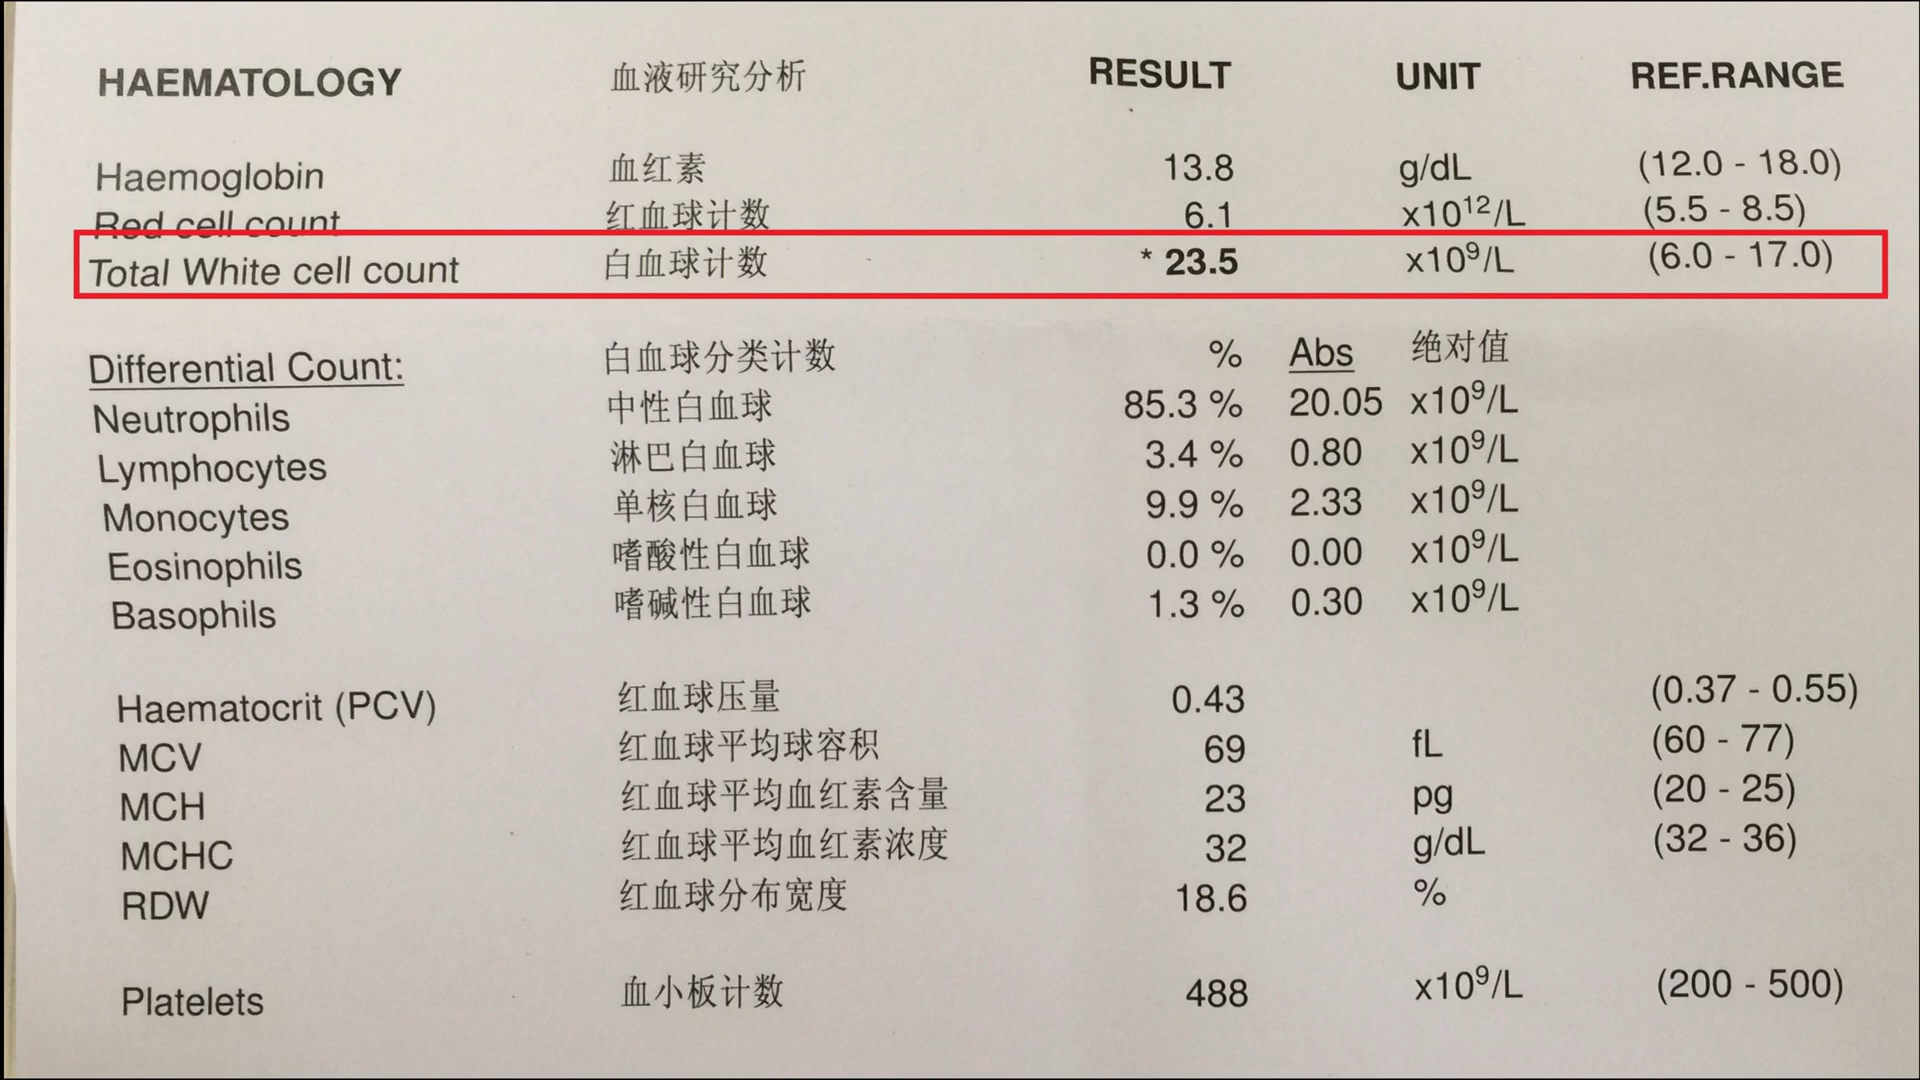 HAEMATOLOGY 血液研究分析 RESULT UNIT REF.RANGE
Haemoglobin 血红素 13.8 g/dL (12.0 - 18.0)
Red cell count 红血球计数 6.1 x10¹²/L (5.5 - 8.5)
Total White cell count 白血球计数 * 23.5 x10⁹/L (6.0 - 17.0)
Differential Count: 白血球分类计数 % Abs 绝对值
Neutrophils 中性白血球 85.3 % 20.05 x10⁹/L
Lymphocytes 淋巴白血球 3.4 % 0.80 x10⁹/L
Monocytes 单核白血球 9.9 % 2.33 x10⁹/L
Eosinophils 嗜酸性白血球 0.0 % 0.00 x10⁹/L
Basophils 嗜碱性白血球 1.3 % 0.30 x10⁹/L
Haematocrit (PCV) 红血球压量 0.43 (0.37 - 0.55)
MCV 红血球平均球容积 69 fL (60 - 77)
MCH 红血球平均血红素含量 23 pg (20 - 25)
MCHC 红血球平均血红素浓度 32 g/dL (32 - 36)
RDW 红血球分布宽度 18.6 %
Platelets 血小板计数 488 x10⁹/L (200 - 500)